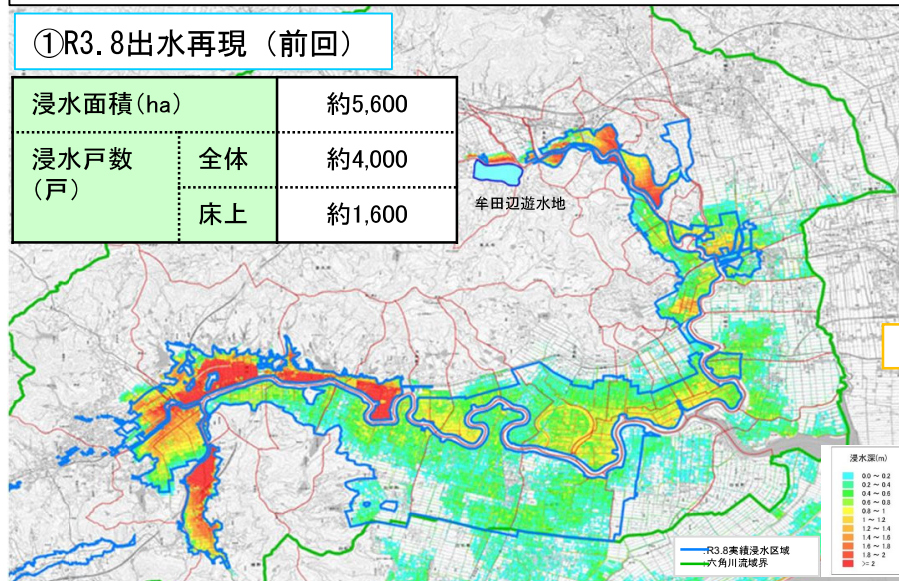 ①R3.8出水再現（前回）
浸水面積(ha) 約5,600
浸水戸数(戸) 全体 約4,000
床上 約1,600
牟田辺遊水地
浸水深(m)
0.0 ～ 0.2
0.2 ～ 0.4
0.4 ～ 0.6
0.6 ～ 0.8
0.8 ～ 1
1 ～ 1.2
1.2 ～ 1.4
1.4 ～ 1.6
1.6 ～ 1.8
1.8 ～ 2
>= 2
R3.8実績浸水区域
六角川流域界